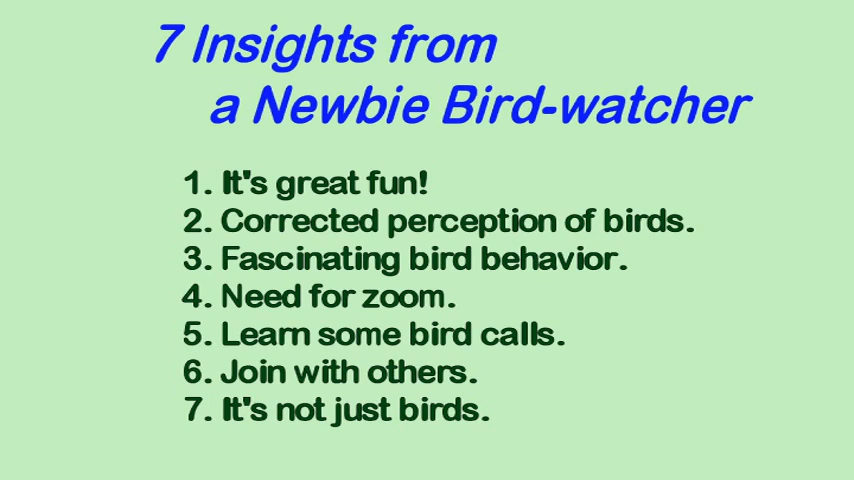 7 Insights from
a Newbie Bird-watcher
1. It's great fun!
2. Corrected perception of birds.
3. Fascinating bird behavior.
4. Need for zoom.
5. Learn some bird calls.
6. Join with others.
7. It's not just birds.